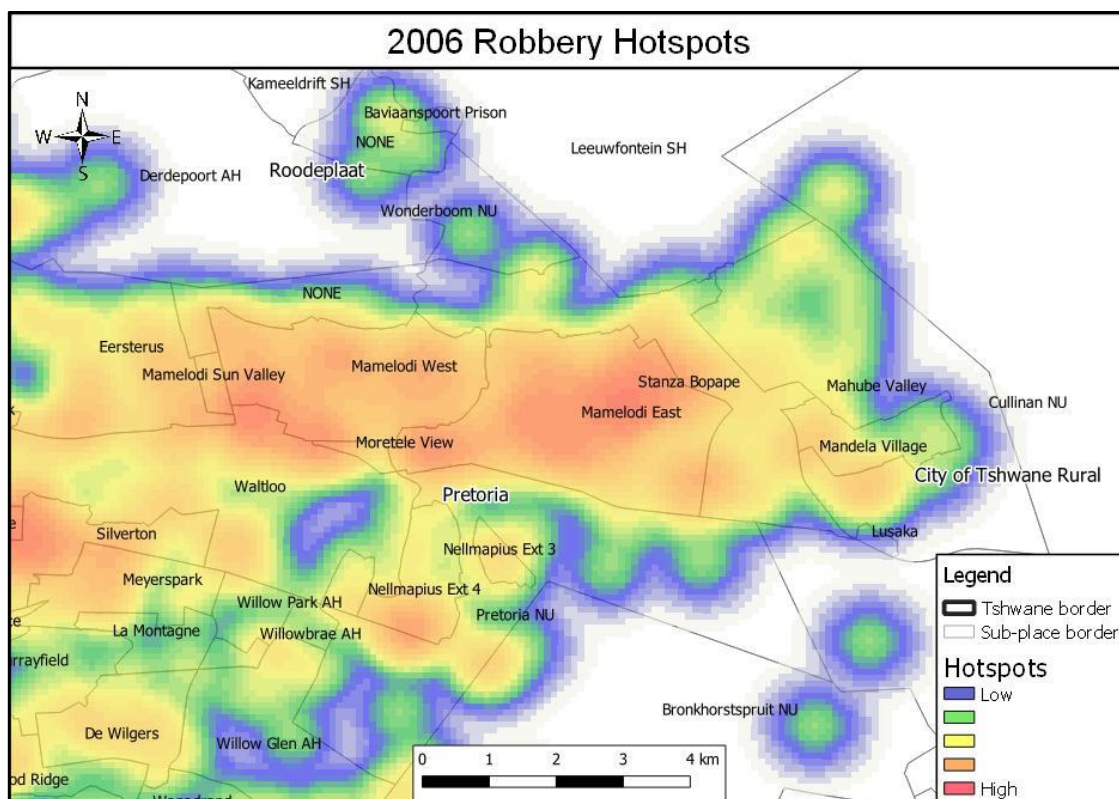 2006 Robbery Hotspots
Kameeldrift SH
N
Baviaanspoort Prison
W E
NONE
Leeuwfontein SH
S
Derdepoort AH
Roodeplaat
Wonderboom NU
NONE
Eersterus
Mamelodi West
Mamelodi Sun Valley
Stanza Bopape
Mahube Valley
Cullinan NU
Mamelodi East
Moretele View
Mandela Village
City of Tshwane Rural
Waltloo
Pretoria
Silverton
Lusaka
Nellmapius Ext 3
Meyerspark
Nellmapius Ext 4
Willow Park AH
Pretoria NU
La Montagne
Willowbrae AH
rrayfield
Bronkhorstspruit NU
De Wilgers
Willow Glen AH
od Ridge
0 1 2 3 4 km
Legend
Tshwane border
Sub-place border
Hotspots
Low
High